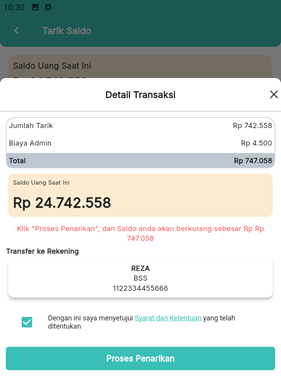 10:30
Tarik Saldo
Saldo Uang Saat Ini
Detail Transaksi
Jumlah Tarik Rp 742.558
Biaya Admin Rp 4.500
Total Rp 747.058
Saldo Uang Saat Ini
Rp 24.742.558
Klik "Proses Penarikan", dan Saldo anda akan berkurang sebesar Rp Rp
747.058
Transfer ke Rekening
REZA
BSS
1122334455666
Dengan ini saya menyetujui Syarat dan Ketentuan yang telah
ditentukan
Proses Penarikan